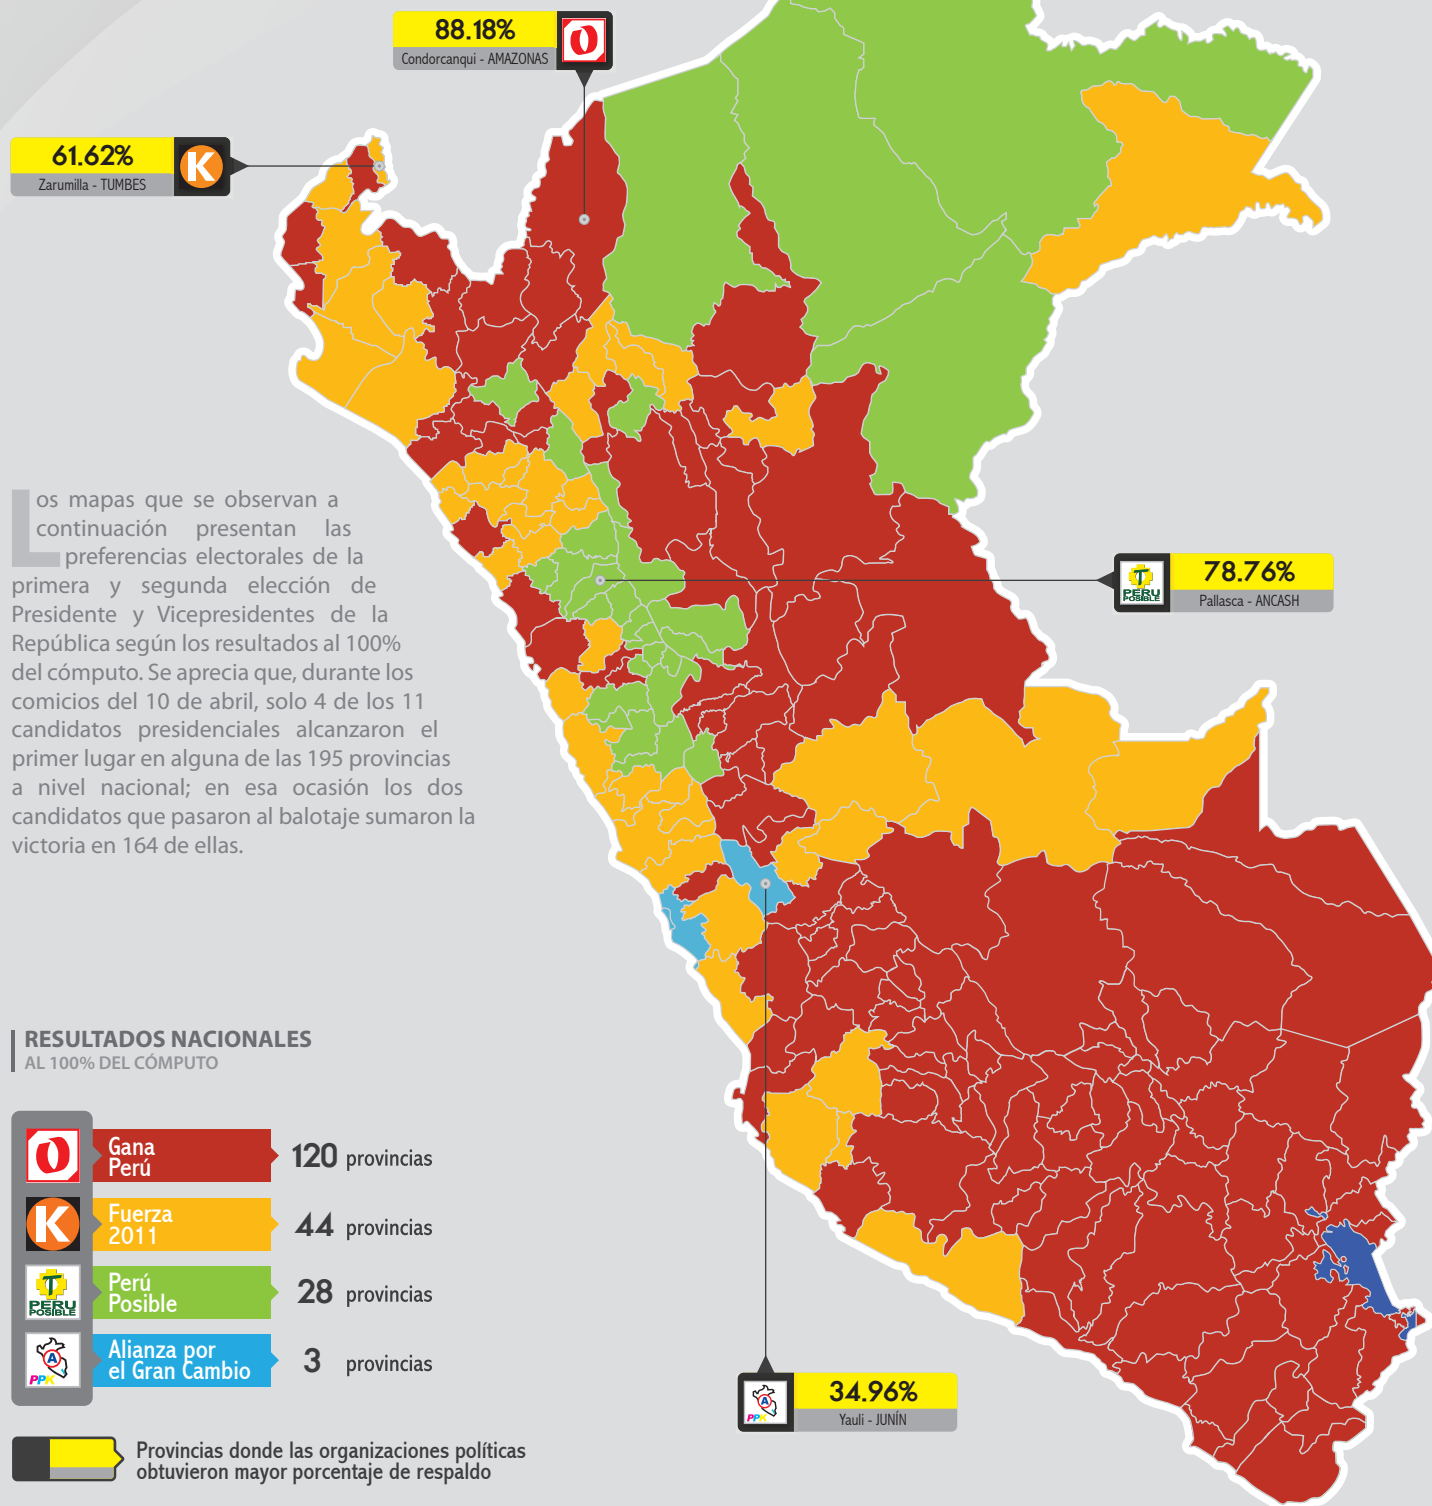 88.18%
Condorcanqui - AMAZONAS
61.62%
Zarumilla - TUMBES
K
Los mapas que se observan a
continuación presentan las
preferencias electorales de la
primera y segunda elección de
Presidente y Vicepresidentes de la
República según los resultados al 100%
del cómputo. Se aprecia que, durante los
comicios del 10 de abril, solo 4 de los 11
candidatos presidenciales alcanzaron el
primer lugar en alguna de las 195 provincias
a nivel nacional; en esa ocasión los dos
candidatos que pasaron al balotaje sumaron la
victoria en 164 de ellas.
T
PERU
POSIBLE
78.76%
Pallasca - ANCASH
RESULTADOS NACIONALES
AL 100% DEL CÓMPUTO
Gana
Perú
120 provincias
K
Fuerza
2011
44 provincias
T
PERU
POSIBLE
Perú
Posible
28 provincias
A
PPK
Alianza por
el Gran Cambio
3 provincias
A
PPK
34.96%
Yauli - JUNÍN
Provincias donde las organizaciones políticas
obtuvieron mayor porcentaje de respaldo